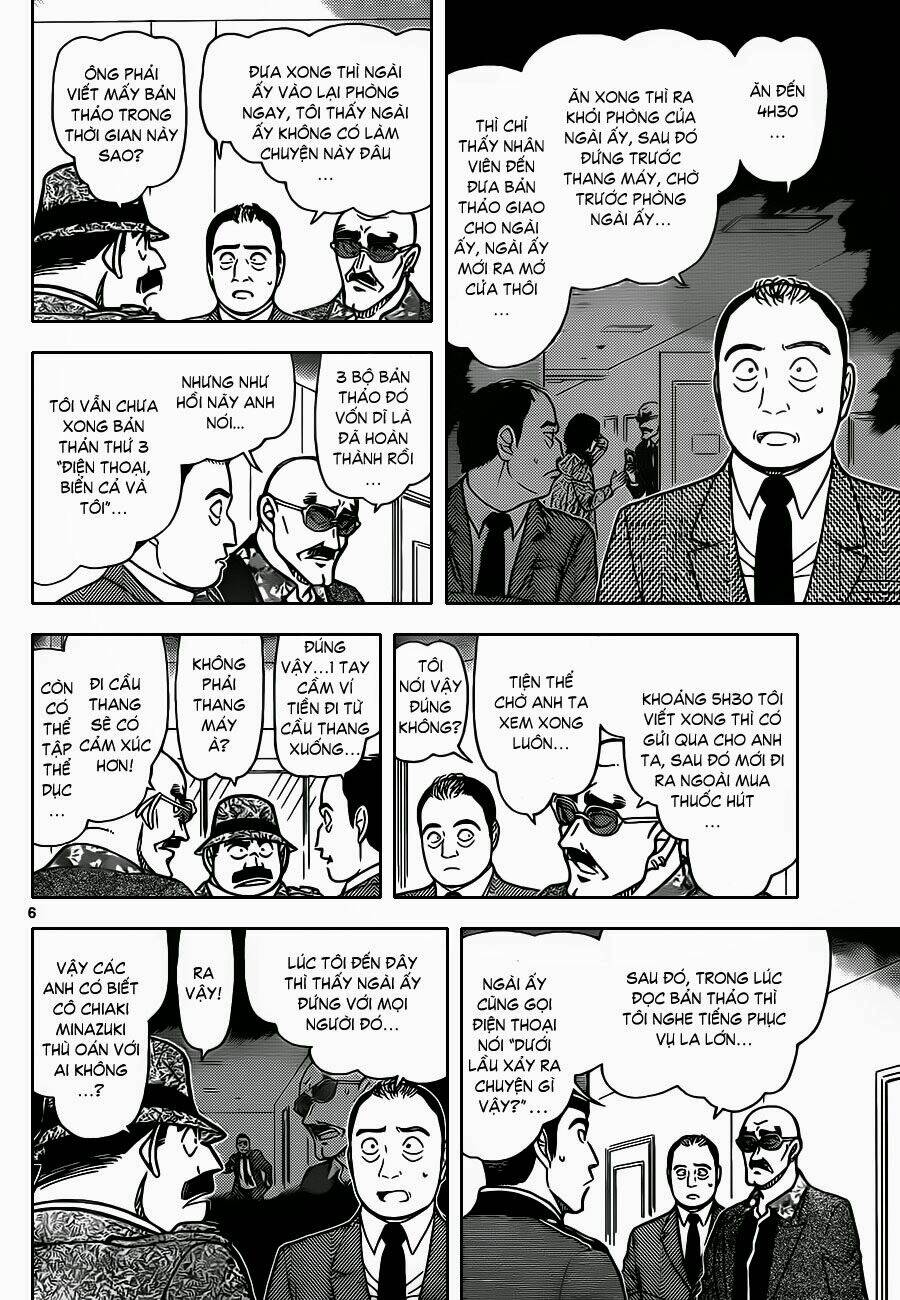 ĂN ĐẾN
4H30
...
ĂN XONG THÌ RA
KHỎI PHÒNG CỦA
NGÀI ẤY, SAU ĐÓ
ĐỨNG TRƯỚC
THANG MÁY, CHỜ
TRƯỚC PHÒNG
NGÀI ẤY...
THÌ CHỈ
THẤY NHÂN
VIÊN ĐẾN
ĐƯA BẢN
THẢO GIAO
CHO NGÀI
ẤY, NGÀI ẤY
MỚI RA MỞ
CỬA THÔI
...
ĐƯA XONG THÌ NGÀI
ẤY VÀO LẠI PHÒNG
NGAY, TÔI THẤY NGÀI
ẤY KHÔNG CÓ LÀM
CHUYỆN NÀY ĐÂU
...
ÔNG PHẢI
VIẾT MẤY BẢN
THẢO TRONG
THỜI GIAN NÀY
SAO?
3 BỘ BẢN
THẢO ĐÓ
VỐN DĨ LÀ
ĐÃ HOÀN
THÀNH RỒI
...
NHƯNG NHƯ
HỒI NÃY ANH
NÓI...
TÔI VẪN CHƯA
XONG BẢN
THẢN THỨ 3
"ĐIỆN THOẠI,
BIỂN CẢ VÀ
TÔI"...
KHOẢNG 5H30 TÔI
VIẾT XONG THÌ CÓ
GỬI QUA CHO ANH
TA, SAU ĐÓ MỚI ĐI
RA NGOÀI MUA
THUỐC HÚT
...
TIỆN THỂ
CHỜ ANH TA
XEM XONG
LUÔN...
TÔI
NÓI VẬY
ĐÚNG
KHÔNG?
ĐÚNG
VẬY...1 TAY
CẦM VÍ
TIỀN ĐI TỪ
CẦU THANG
XUỐNG...
KHÔNG
PHẢI
THANG
MÁY
À?
ĐI CẦU
THANG
SẼ CÓ
CẢM XÚC
HƠN!
CÒN
CÓ
THỂ
TẬP
THỂ
DỤC
...
6
SAU ĐÓ, TRONG LÚC
ĐỌC BẢN THẢO THÌ
TÔI NGHE TIẾNG PHỤC
VỤ LA LỚN...
NGÀI ẤY
CŨNG GỌI
ĐIỆN THOẠI
NÓI "DƯỚI
LẦU XẢY RA
CHUYỆN GÌ
VẬY?"...
LÚC TÔI ĐẾN ĐÂY
THÌ THẤY NGÀI ẤY
ĐỨNG VỚI MỌI
NGƯỜI ĐÓ...
RA
VẬY!
VẬY CÁC
ANH CÓ BIẾT
CÔ CHIAKI
MINAZUKI
THÙ OÁN VỚI
AI KHÔNG
...?